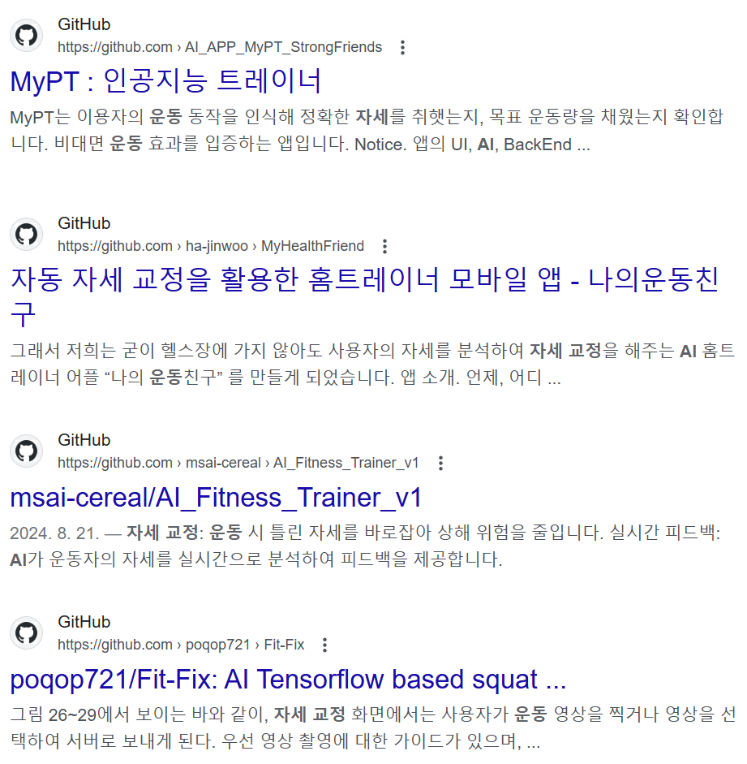 GitHub
https://github.com › AI_APP_MyPT_StrongFriends
MyPT : 인공지능 트레이너
MyPT는 이용자의 운동 동작을 인식해 정확한 자세를 취했는지, 목표 운동량을 채웠는지 확인합
니다. 비대면 운동 효과를 입증하는 앱입니다. Notice. 앱의 UI, AI, BackEnd ...
GitHub
https://github.com › ha-jinwoo › MyHealthFriend
자동 자세 교정을 활용한 홈트레이너 모바일 앱 - 나의운동친
구
그래서 저희는 굳이 헬스장에 가지 않아도 사용자의 자세를 분석하여 자세 교정을 해주는 AI 홈트
레이너 어플 “나의 운동친구” 를 만들게 되었습니다. 앱 소개. 언제, 어디 ...
GitHub
https://github.com › msai-cereal › AI_Fitness_Trainer_v1
msai-cereal/AI_Fitness_Trainer_v1
2024. 8. 21. — 자세 교정: 운동 시 틀린 자세를 바로잡아 상해 위험을 줄입니다. 실시간 피드백:
AI가 운동자의 자세를 실시간으로 분석하여 피드백을 제공합니다.
GitHub
https://github.com › poqop721 › Fit-Fix
poqop721/Fit-Fix: AI Tensorflow based squat ...
그림 26~29에서 보이는 바와 같이, 자세 교정 화면에서는 사용자가 운동 영상을 찍거나 영상을 선
택하여 서버로 보내게 된다. 우선 영상 촬영에 대한 가이드가 있으며, ...